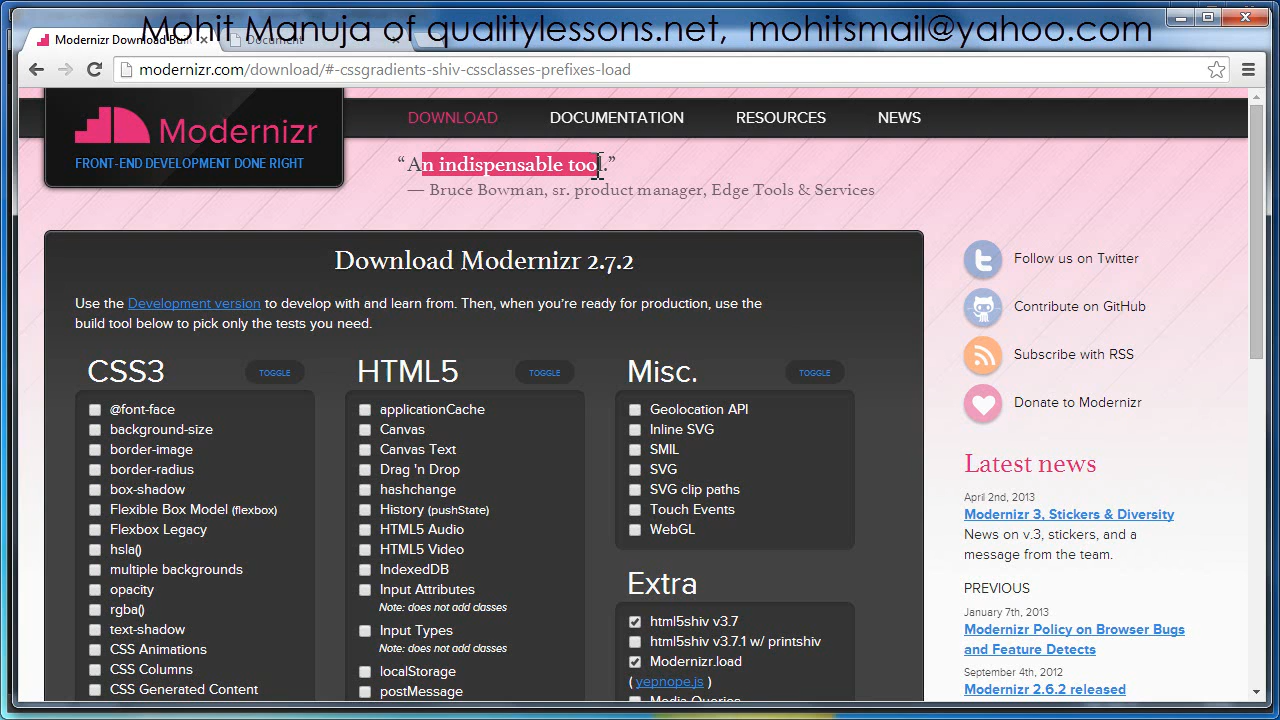 Mohit Manuja of qualitylessons.net, mohitsmail@yahoo.com
Modernizr Download Buil
Document
modernizr.com/download/#-cssgradients-shiv-cssclasses-prefixes-load
Modernizr
FRONT-END DEVELOPMENT DONE RIGHT
DOWNLOAD DOCUMENTATION RESOURCES NEWS
“An indispensable tool.”
— Bruce Bowman, sr. product manager, Edge Tools & Services
Download Modernizr 2.7.2
Use the Development version to develop with and learn from. Then, when you’re ready for production, use the
build tool below to pick only the tests you need.
CSS3 TOGGLE
@font-face
background-size
border-image
border-radius
box-shadow
Flexible Box Model (flexbox)
Flexbox Legacy
hsla()
multiple backgrounds
opacity
rgba()
text-shadow
CSS Animations
CSS Columns
CSS Generated Content
HTML5 TOGGLE
applicationCache
Canvas
Canvas Text
Drag 'n Drop
hashchange
History (pushState)
HTML5 Audio
HTML5 Video
IndexedDB
Input Attributes
Note: does not add classes
Input Types
Note: does not add classes
localStorage
postMessage
Misc. TOGGLE
Geolocation API
Inline SVG
SMIL
SVG
SVG clip paths
Touch Events
WebGL
Extra
html5shiv v3.7
html5shiv v3.7.1 w/ printshiv
Modernizr.load
( yepnope.js )
Media Queries
Follow us on Twitter
Contribute on GitHub
Subscribe with RSS
Donate to Modernizr
Latest news
April 2nd, 2013
Modernizr 3, Stickers & Diversity
News on v.3, stickers, and a
message from the team.
PREVIOUS
January 7th, 2013
Modernizr Policy on Browser Bugs
and Feature Detects
September 4th, 2012
Modernizr 2.6.2 released